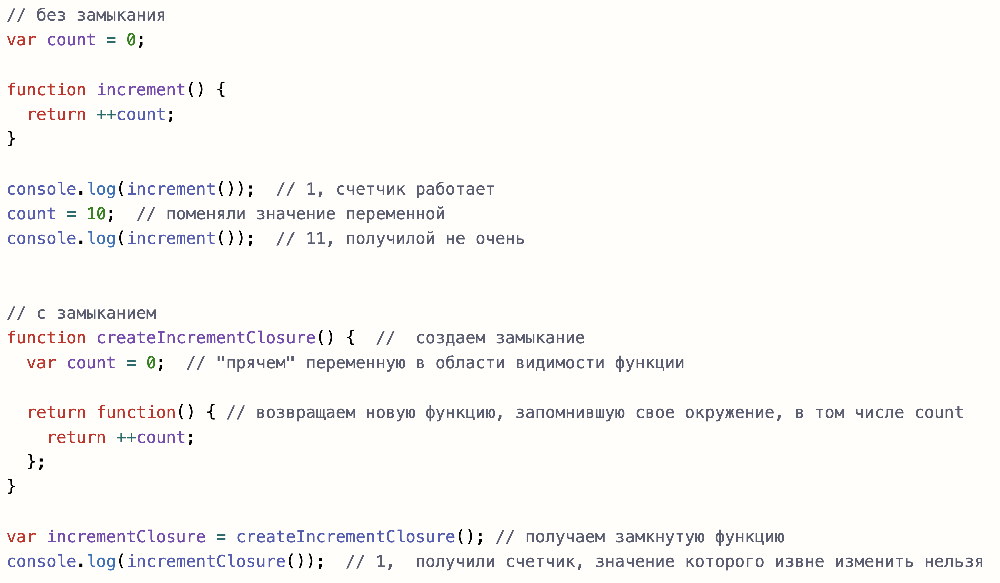 // без замыкания
var count = 0;
function increment() {
  return ++count;
}
console.log(increment());  // 1, счетчик работает
count = 10;  // поменяли значение переменной
console.log(increment());  // 11, получилой не очень
// с замыканием
function createIncrementClosure() {  //  создаем замыкание
  var count = 0;  // "прячем" переменную в области видимости функции
  return function() { // возвращаем новую функцию, запомнившую свое окружение, в том числе count
    return ++count;
  };
}
var incrementClosure = createIncrementClosure(); // получаем замкнутую функцию
console.log(incrementClosure());  // 1,  получили счетчик, значение которого извне изменить нельзя